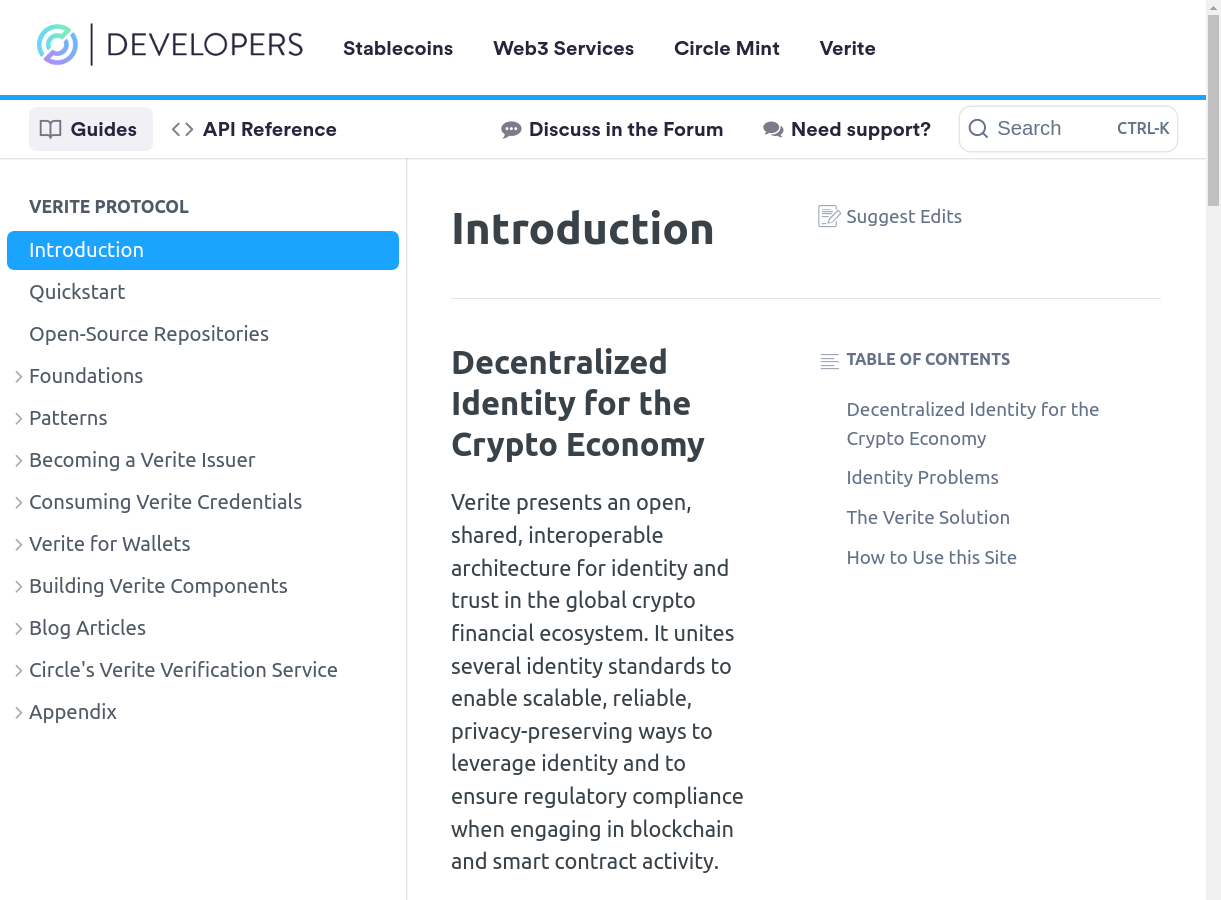 DEVELOPERS
Stablecoins
Web3 Services
Circle Mint
Verite
Guides
API Reference
Discuss in the Forum
Need support?
Search
CTRL-K
VERITE PROTOCOL
Introduction
Quickstart
Open-Source Repositories
Foundations
Patterns
Becoming a Verite Issuer
Consuming Verite Credentials
Verite for Wallets
Building Verite Components
Blog Articles
Circle's Verite Verification Service
Appendix
Introduction
Suggest Edits
Decentralized
Identity for the
Crypto Economy
Verite presents an open,
shared, interoperable
architecture for identity and
trust in the global crypto
financial ecosystem. It unites
several identity standards to
enable scalable, reliable,
privacy-preserving ways to
leverage identity and to
ensure regulatory compliance
when engaging in blockchain
and smart contract activity.
TABLE OF CONTENTS
Decentralized Identity for the
Crypto Economy
Identity Problems
The Verite Solution
How to Use this Site